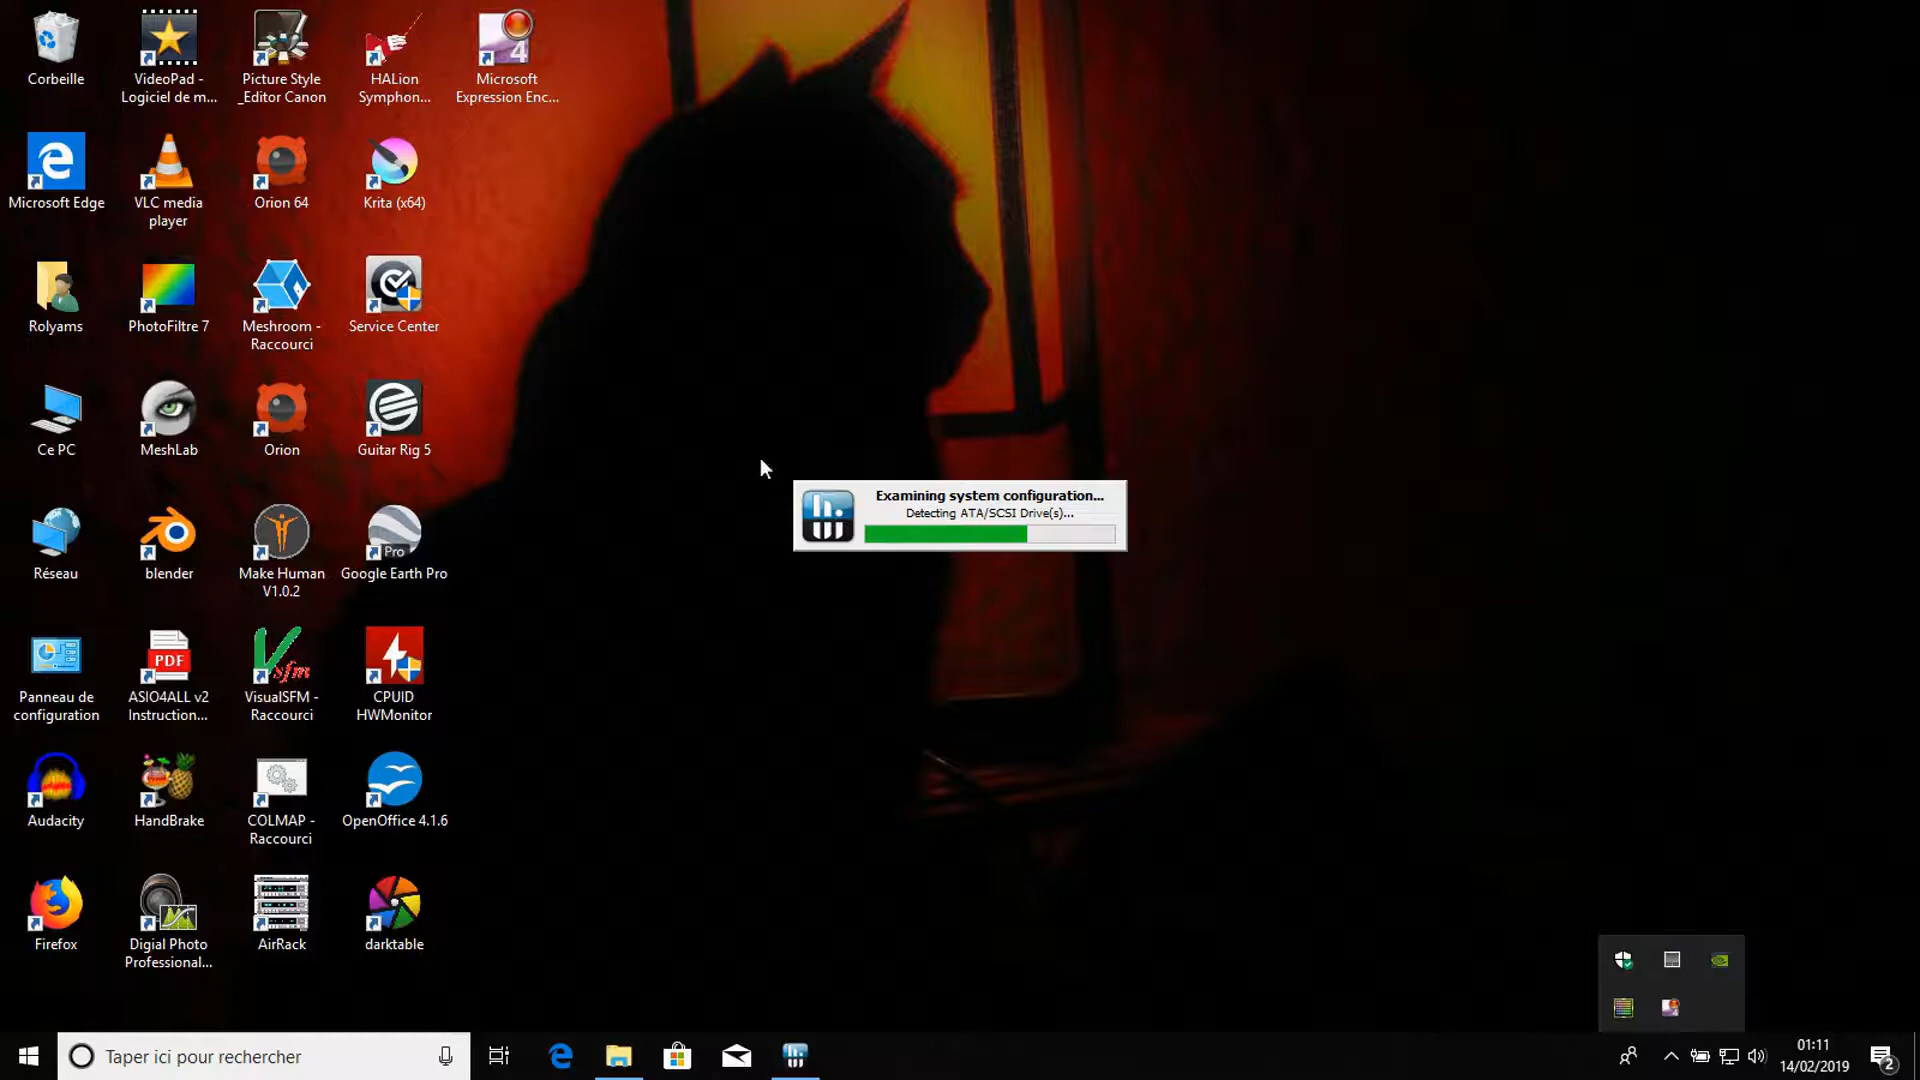 Corbeille
VideoPad -
Logiciel de m...
Picture Style
_Editor Canon
HALion
Symphon...
4
Microsoft
Expression Enc...
Microsoft Edge
VLC media
player
Orion 64
Krita (x64)
Rolyams
PhotoFiltre 7
Meshroom -
Raccourci
Service Center
Ce PC
MeshLab
Orion
Guitar Rig 5
Examining system configuration...
Detecting ATA/SCSI Drive(s)...
Réseau
blender
Make Human
V1.0.2
Pro
Google Earth Pro
Panneau de
configuration
PDF
ASIO4ALL v2
Instruction...
Vsfm
VisualSFM -
Raccourci
CPUID
HWMonitor
Audacity
HandBrake
COLMAP -
Raccourci
OpenOffice 4.1.6
Firefox
Digial Photo
Professional...
AirRack
darktable
Taper ici pour rechercher
01:11
14/02/2019
2